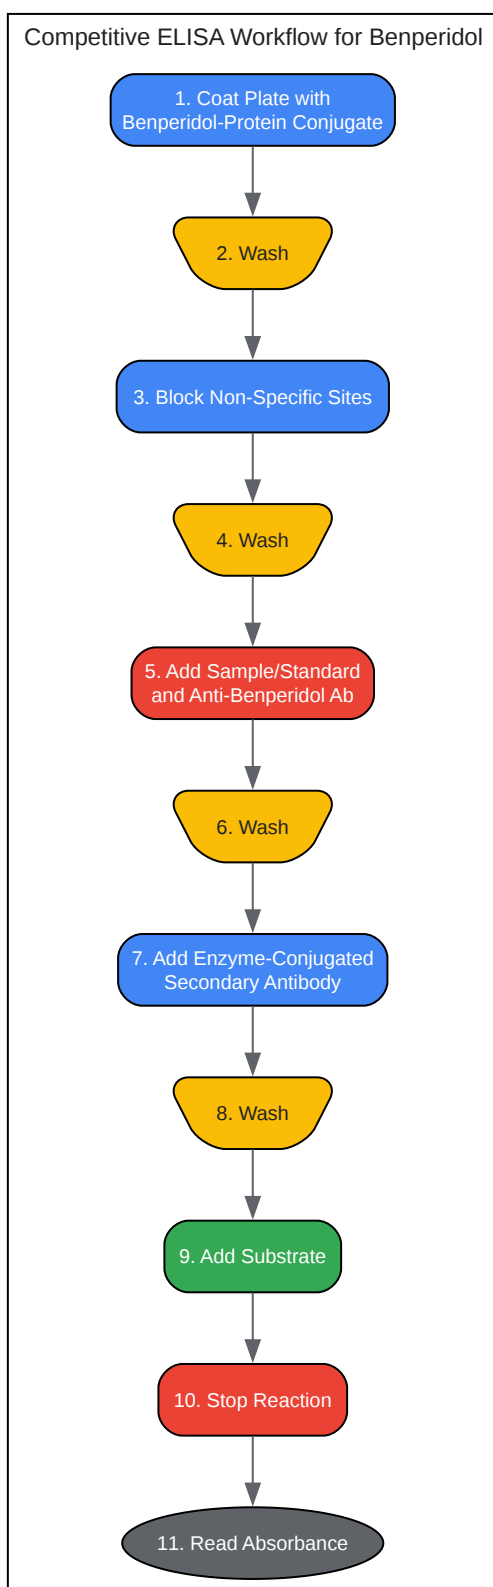 Competitive ELISA Workflow for Benperidol
1. Coat Plate with
Benperidol-Protein Conjugate
2. Wash
3. Block Non-Specific Sites
4. Wash
5. Add Sample/Standard
and Anti-Benperidol Ab
6. Wash
7. Add Enzyme-Conjugated
Secondary Antibody
8. Wash
9. Add Substrate
10. Stop Reaction
11. Read Absorbance